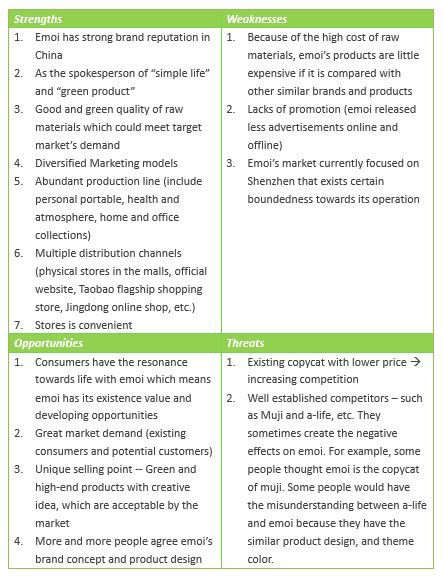 Strengths
1. Emoi has strong brand reputation in
China
2. As the spokesperson of “simple life”
and “green product”
3. Good and green quality of raw
materials which could meet target
market’s demand
4. Diversified Marketing models
5. Abundant production line (include
personal portable, health and
atmosphere, home and office
collections)
6. Multiple distribution channels
(physical stores in the malls, official
website, Taobao flagship shopping
store, Jingdong online shop, etc.)
7. Stores is convenient
Weaknesses
1. Because of the high cost of raw
materials, emoi’s products are little
expensive if it is compared with
other similar brands and products
2. Lacks of promotion (emoi released
less advertisements online and
offline)
3. Emoi’s market currently focused on
Shenzhen that exists certain
boundedness towards its operation
Opportunities
1. Consumers have the resonance
towards life with emoi which means
emoi has its existence value and
developing opportunities
2. Great market demand (existing
consumers and potential customers)
3. Unique selling point -- Green and
high-end products with creative
idea, which are acceptable by the
market
4. More and more people agree emoi’s
brand concept and product design
Threats
1. Existing copycat with lower price →
increasing competition
2. Well established competitors – such
as Muji and a-life, etc. They
sometimes create the negative
effects on emoi. For example, some
people thought emoi is the copycat
of muji. Some people would have
the misunderstanding between a-life
and emoi because they have the
similar product design, and theme
color.